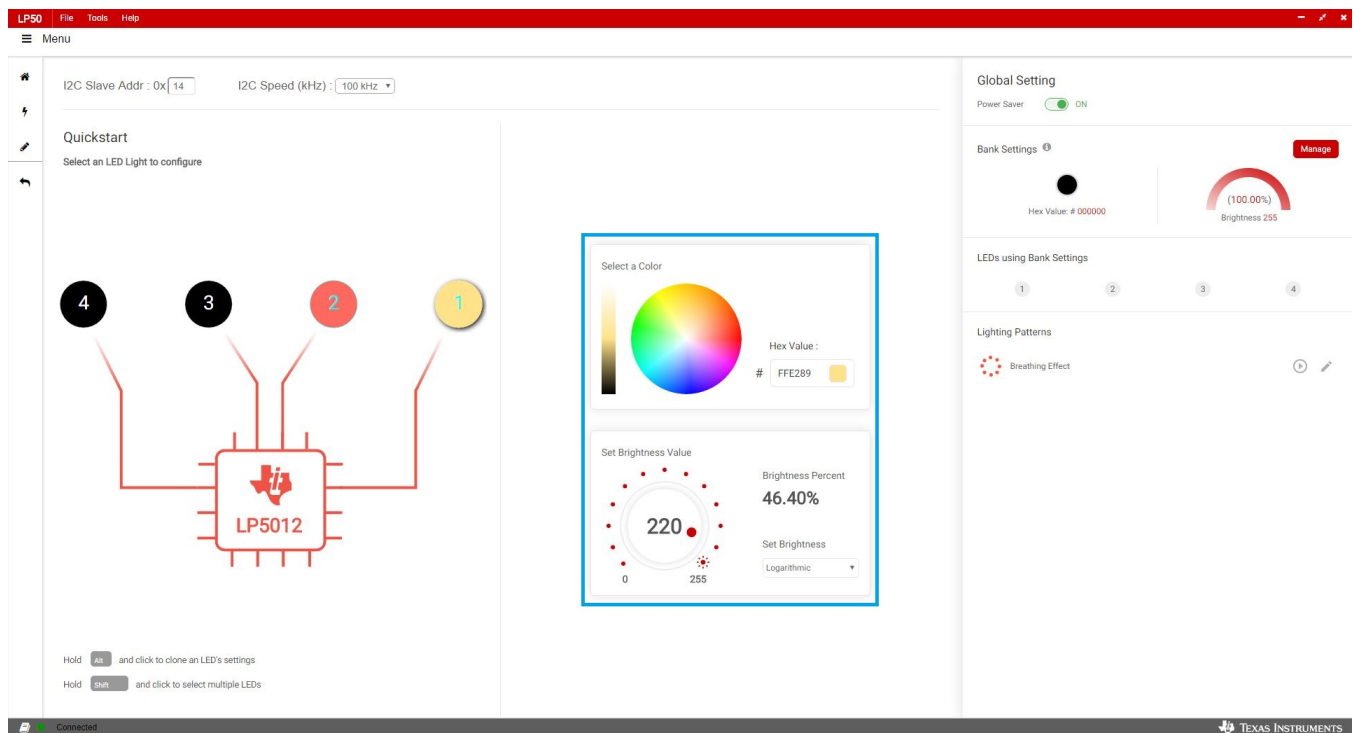 LP50 File Tools Help
Menu
I2C Slave Addr : 0x 14 I2C Speed (kHz) : 100 kHz
Quickstart
Select an LED Light to configure
4 3 2 1
LP5012
Hold Alt and click to clone an LED's settings
Hold Shift and click to select multiple LEDs
Select a Color
Hex Value :
# FFE289
Set Brightness Value
220
0 255
Brightness Percent
46.40%
Set Brightness
Logarithmic
Global Setting
Power Saver ON
Bank Settings Manage
Hex Value: # 000000
(100.00%)
Brightness 255
LEDs using Bank Settings
1 2 3 4
Lighting Patterns
Breathing Effect
Connected
TEXAS INSTRUMENTS